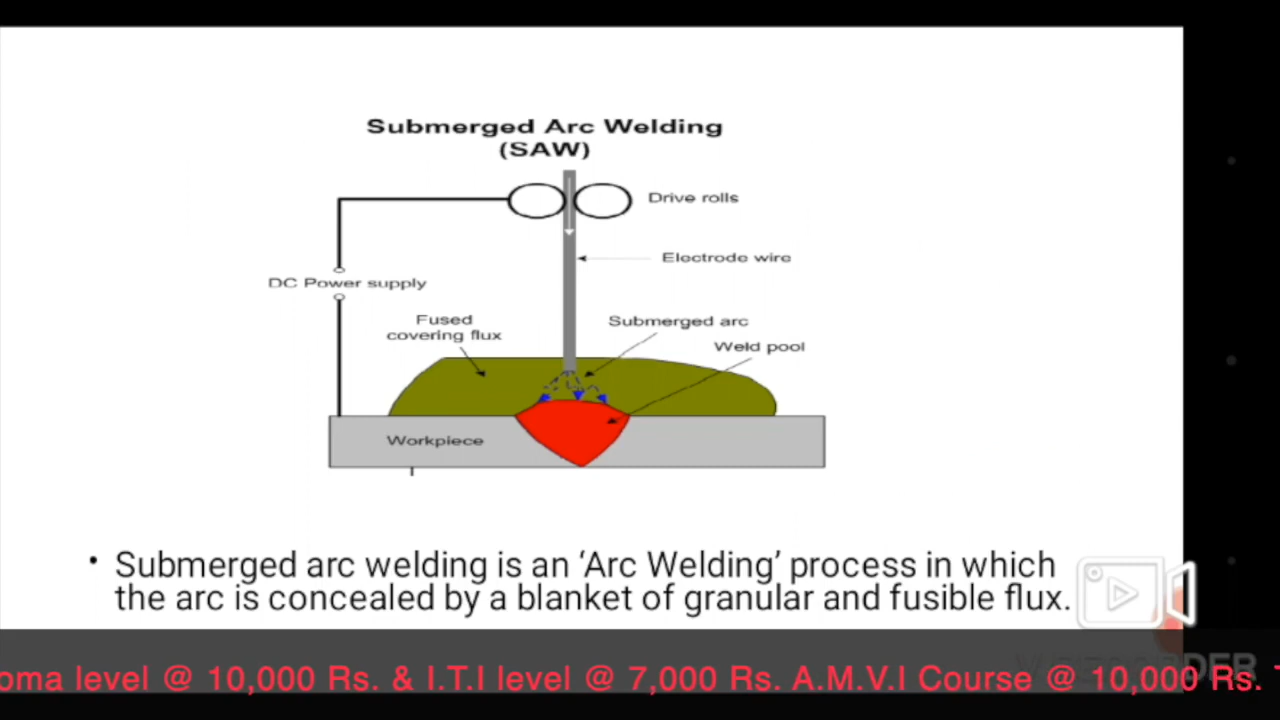 Submerged Arc Welding
(SAW)
Drive rolls
Electrode wire
DC Power supply
Fused
covering flux
Submerged arc
Weld pool
Workpiece
• Submerged arc welding is an ‘Arc Welding’ process in which
the arc is concealed by a blanket of granular and fusible flux.
oma level @ 10,000 Rs. & I.T.I level @ 7,000 Rs. A.M.V.I Course @ 10,000 Rs.